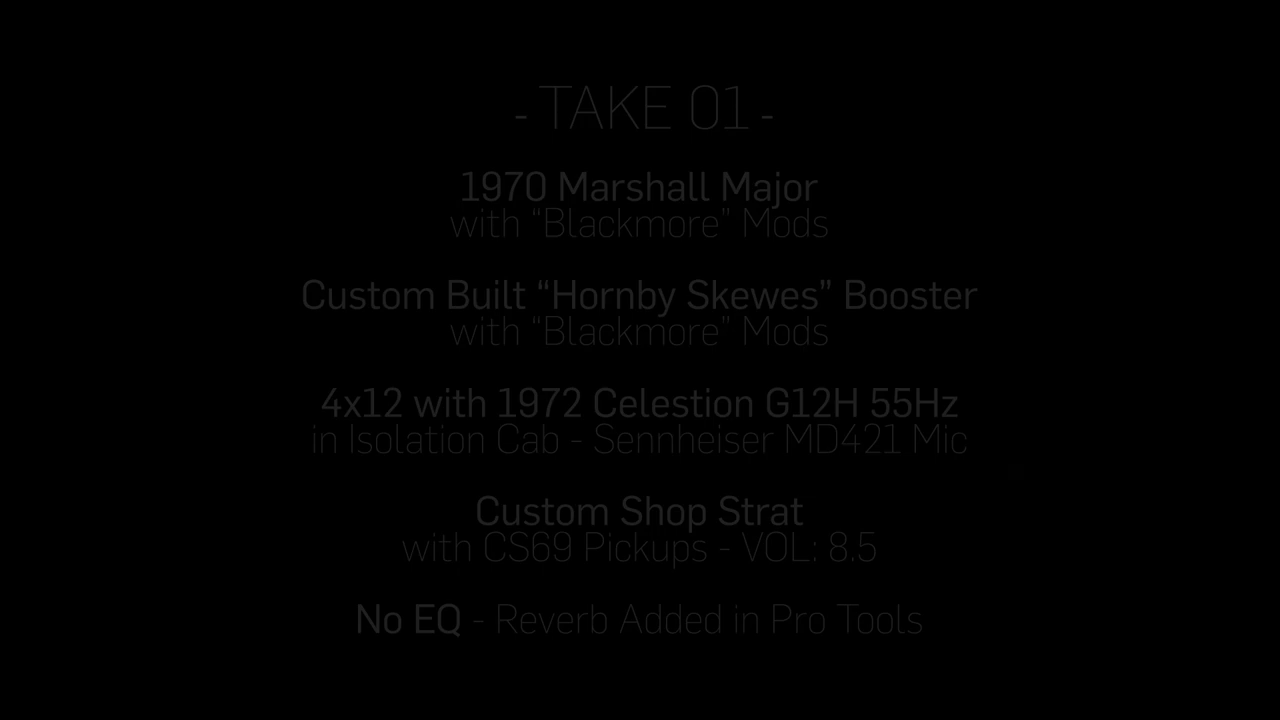 - TAKE 01 -
1970 Marshall Major
with “Blackmore” Mods
Custom Built “Hornby Skewes” Booster
with “Blackmore” Mods
4x12 with 1972 Celestion G12H 55Hz
in Isolation Cab - Sennheiser MD421 Mic
Custom Shop Strat
with CS69 Pickups - VOL: 8.5
No EQ - Reverb Added in Pro Tools